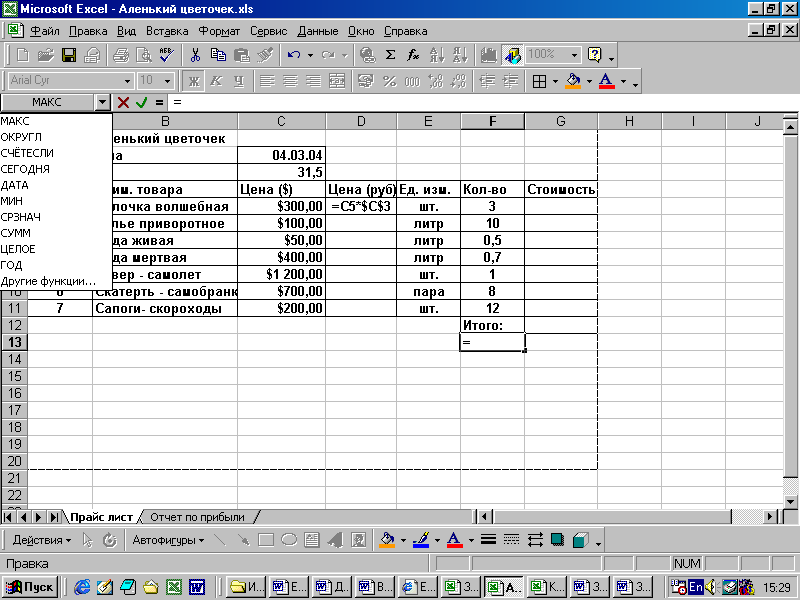 Microsoft Excel - Аленький цветочек.xls
Файл Правка Вид Вставка Формат Сервис Данные Окно Справка
100%
Arial Cyr 10 Ж К Ч
МАКС =
МАКС
ОКРУГЛ
СЧЁТЕСЛИ
СЕГОДНЯ
ДАТА
МИН
СРЗНАЧ
СУММ
ЦЕЛОЕ
ГОД
Другие функции...
B C D E F G H I J
ленький цветочек
а 04.03.04
31,5
им. товара Цена ($) Цена (руб) Ед. изм. Кол-во Стоимость
лочка волшебная $300,00 =C5*$C$3 шт. 3
лье приворотное $100,00 литр 10
да живая $50,00 литр 0,5
да мертвая $400,00 литр 0,7
вер - самолет $1 200,00 шт. 1
10 6 Скатерть - самобранк $700,00 пара 8
11 7 Сапоги- скороходы $200,00 шт. 12
12 Итого:
13 =
14
15
16
17
18
19
20
21
22
Прайс лист Отчет по прибыли
Действия Автофигуры
Правка NUM
Пуск И... Е... Д... В... Е... З... А... К... З... З... En 15:29